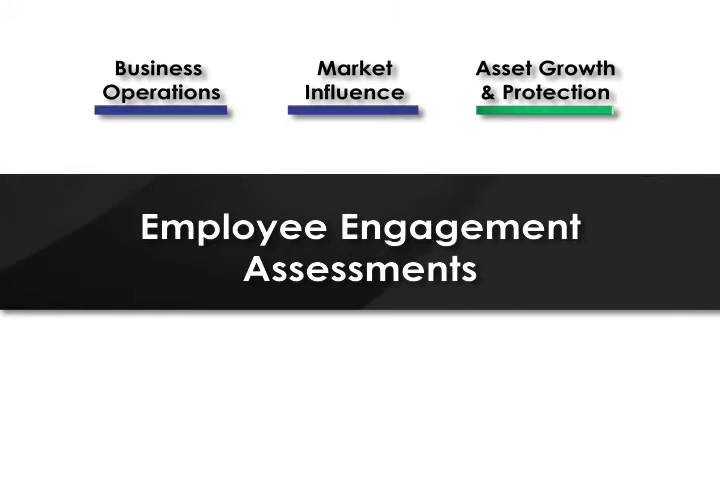 Business Operations
Market Influence
Asset Growth & Protection
Employee Engagement
Assessments